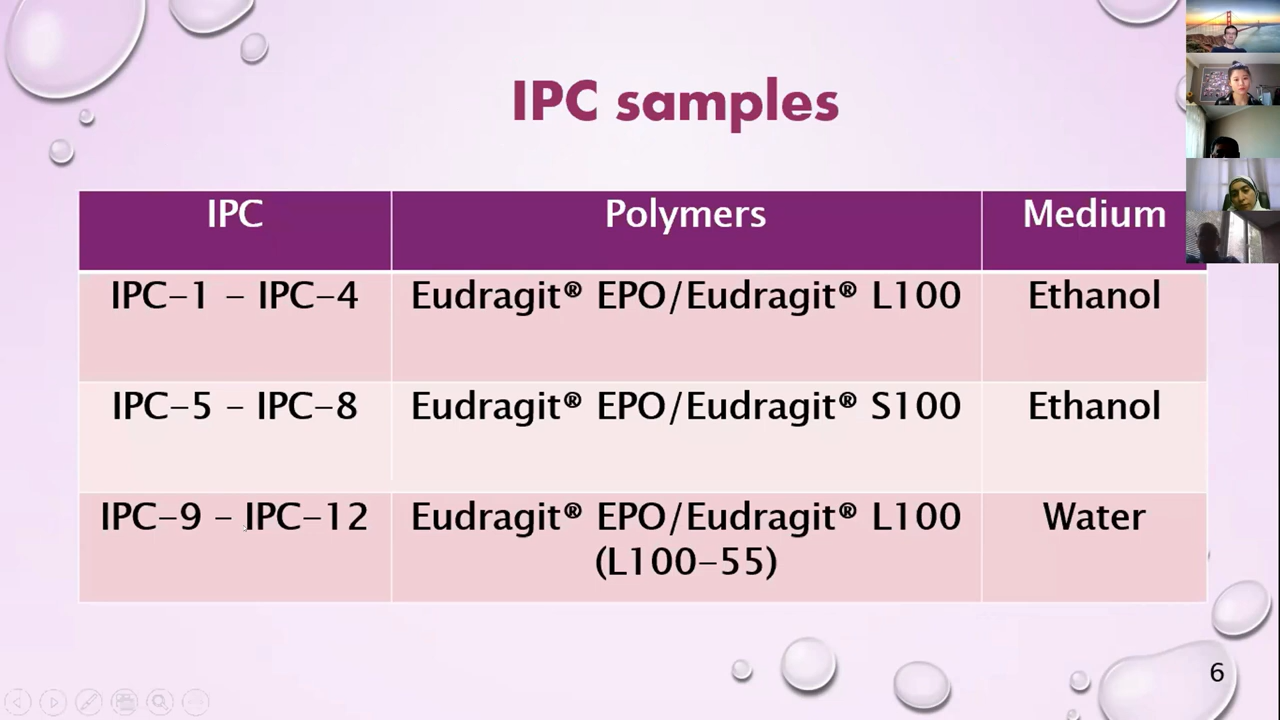 IPC samples
IPC Polymers Medium
IPC-1 – IPC-4 Eudragit® EPO/Eudragit® L100 Ethanol
IPC-5 – IPC-8 Eudragit® EPO/Eudragit® S100 Ethanol
IPC-9 – IPC-12 Eudragit® EPO/Eudragit® L100 Water
(L100-55)
6